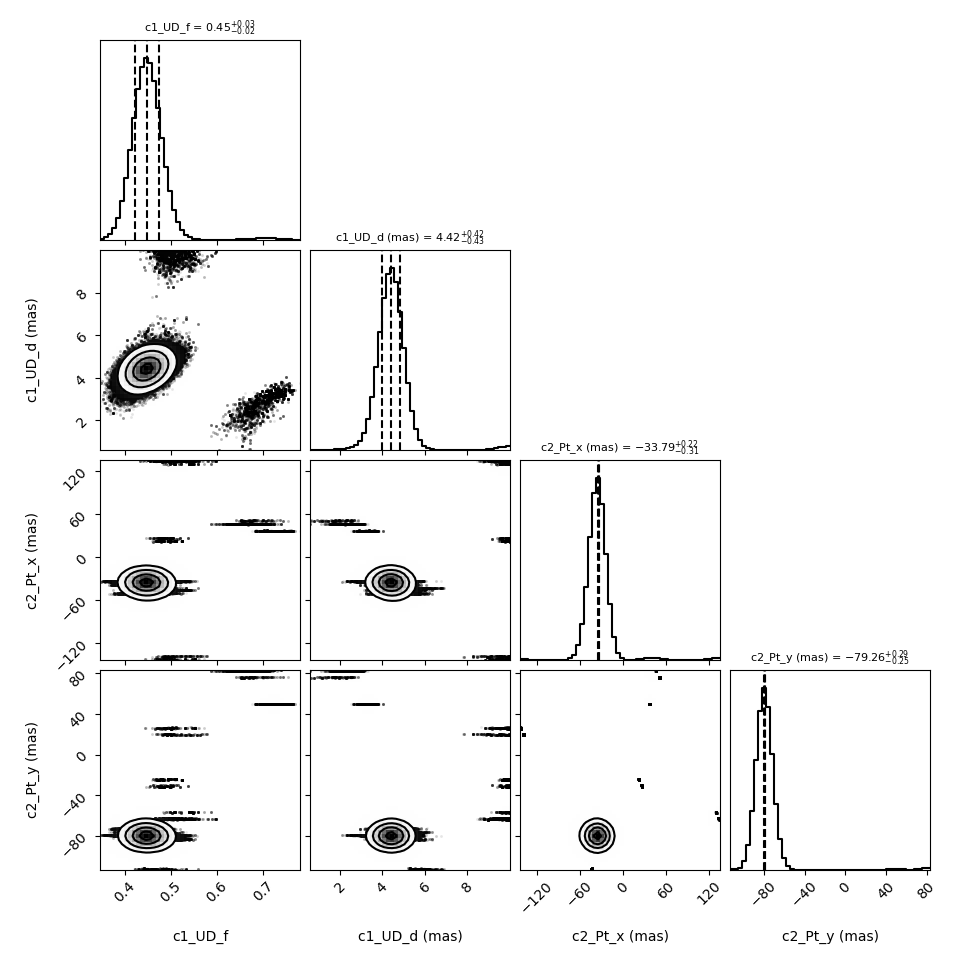 c1_UD_f = 0.45+0.03 −0.02
c1_UD_d (mas) = 4.42+0.42 −0.43
c1_UD_d (mas)
8
6
4
2
c2_Pt_x (mas) = −33.79+0.22 −0.31
c2_Pt_x (mas)
120
60
0
−60
−120
c2_Pt_y (mas) = −79.26+0.29 −0.25
c2_Pt_y (mas)
80
40
0
−40
−80
0.4 0.5 0.6 0.7
2 4 6 8
−120 −60 0 60 120
−80 −40 0 40 80
c1_UD_f
c1_UD_d (mas)
c2_Pt_x (mas)
c2_Pt_y (mas)